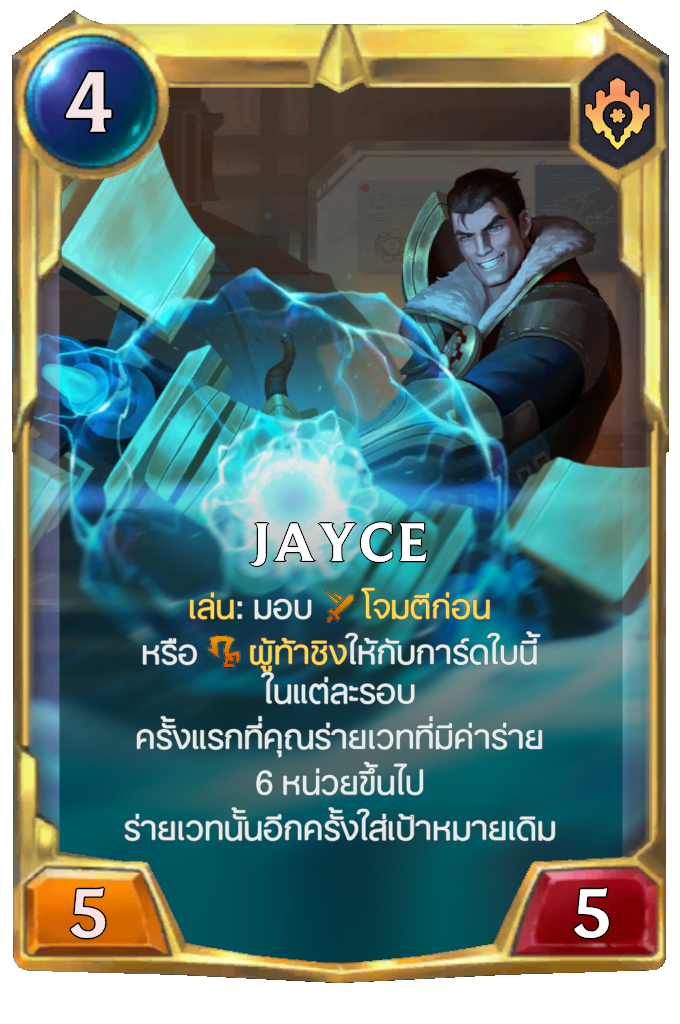 4
JAYCE
เล่น: มอบ โจมตีก่อน
หรือ ผู้ท้าชิงให้กับการ์ดใบนี้
ในแต่ละรอบ
ครั้งแรกที่คุณร่ายเวทที่มีค่าร่าย
6 หน่วยขึ้นไป
ร่ายเวทนั้นอีกครั้งใส่เป้าหมายเดิม
5
5